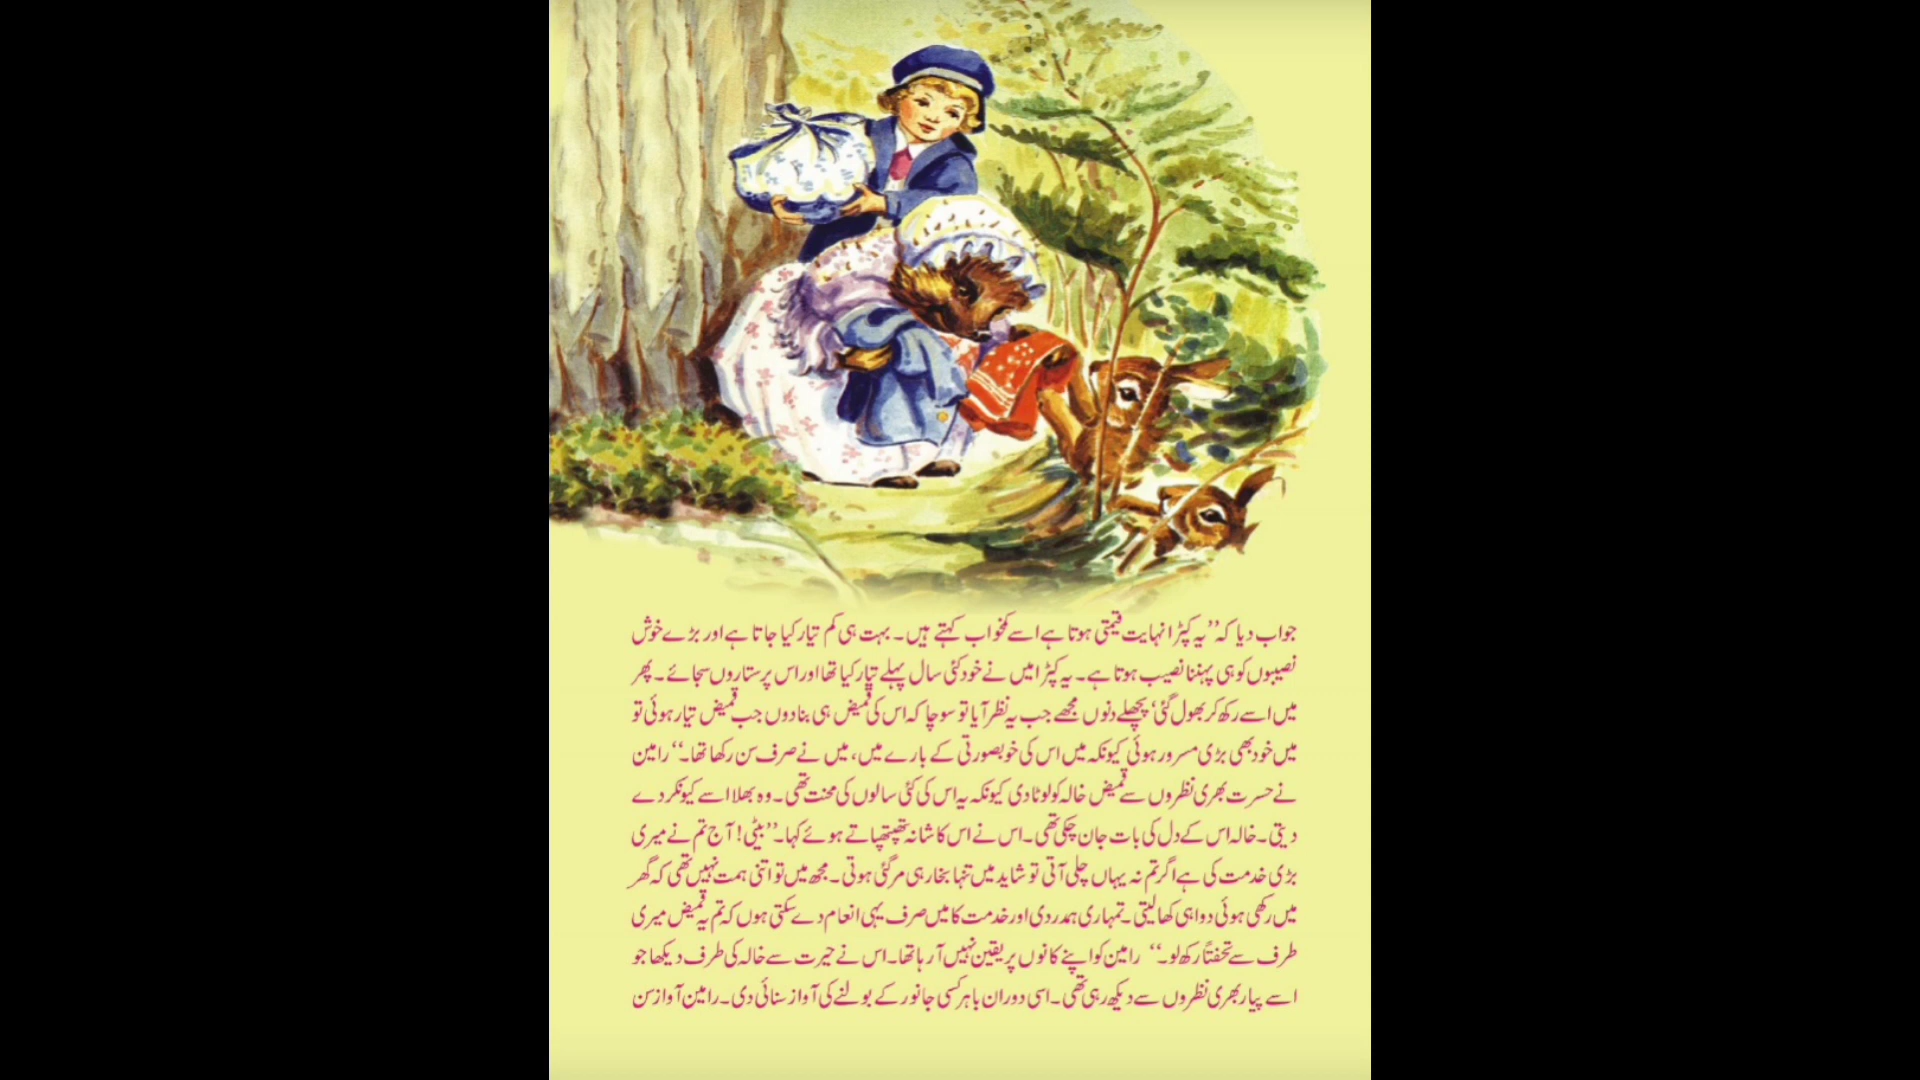 جواب دیا کہ ’’یہ کپڑا نہایت قیمتی ہوتا ہے اسے کمخواب کہتے ہیں۔ بہت ہی کم تیار کیا جاتا ہے اور بڑے خوش
نصیبوں کو ہی پہننا نصیب ہوتا ہے۔ یہ کپڑا میں نے خود کئی سال پہلے تیار کیا تھا اور اس پر ستاروں سجائے۔ پھر
میں اسے رکھ کر بھول گئی‘ پچھلے دنوں مجھے جب یہ نظر آیا تو سوچا کہ اس کی قمیض ہی بنا دوں جب قمیض تیار ہوئی تو
میں خود بھی بڑی مسرور ہوئی کیونکہ میں اس کی خوبصورتی کے بارے میں، میں نے صرف سن رکھا تھا۔‘‘ رامین
نے حسرت بھری نظروں سے قمیض خالہ کو لوٹا دی کیونکہ یہ اس کی کئی سالوں کی محنت تھی۔ وہ بھلا اسے کیونکر دے
دیتی۔ خالہ اس کے دل کی بات جان چکی تھی۔ اس نے اس کا شانہ تھپتھپاتے ہوئے کہا۔ ’’بیٹی! آج تم نے میری
بڑی خدمت کی ہے اگر تم نہ یہاں چلی آتی تو شاید میں تنہا بخار ہی مر گئی ہوتی۔ مجھ میں تو اتنی ہمت نہیں تھی کہ گھر
میں رکھی ہوئی دوا ہی کھا لیتی۔ تمہاری ہمدردی اور خدمت کا میں صرف یہی انعام دے سکتی ہوں کہ تم یہ قمیض میری
طرف سے تحفتاً رکھ لو۔‘‘ رامین کو اپنے کانوں پر یقین نہیں آ رہا تھا۔ اس نے حیرت سے خالہ کی طرف دیکھا جو
اسے پیار بھری نظروں سے دیکھ رہی تھی۔ اسی دوران باہر کسی جانور کے بولنے کی آواز سنائی دی۔ رامین آواز سن